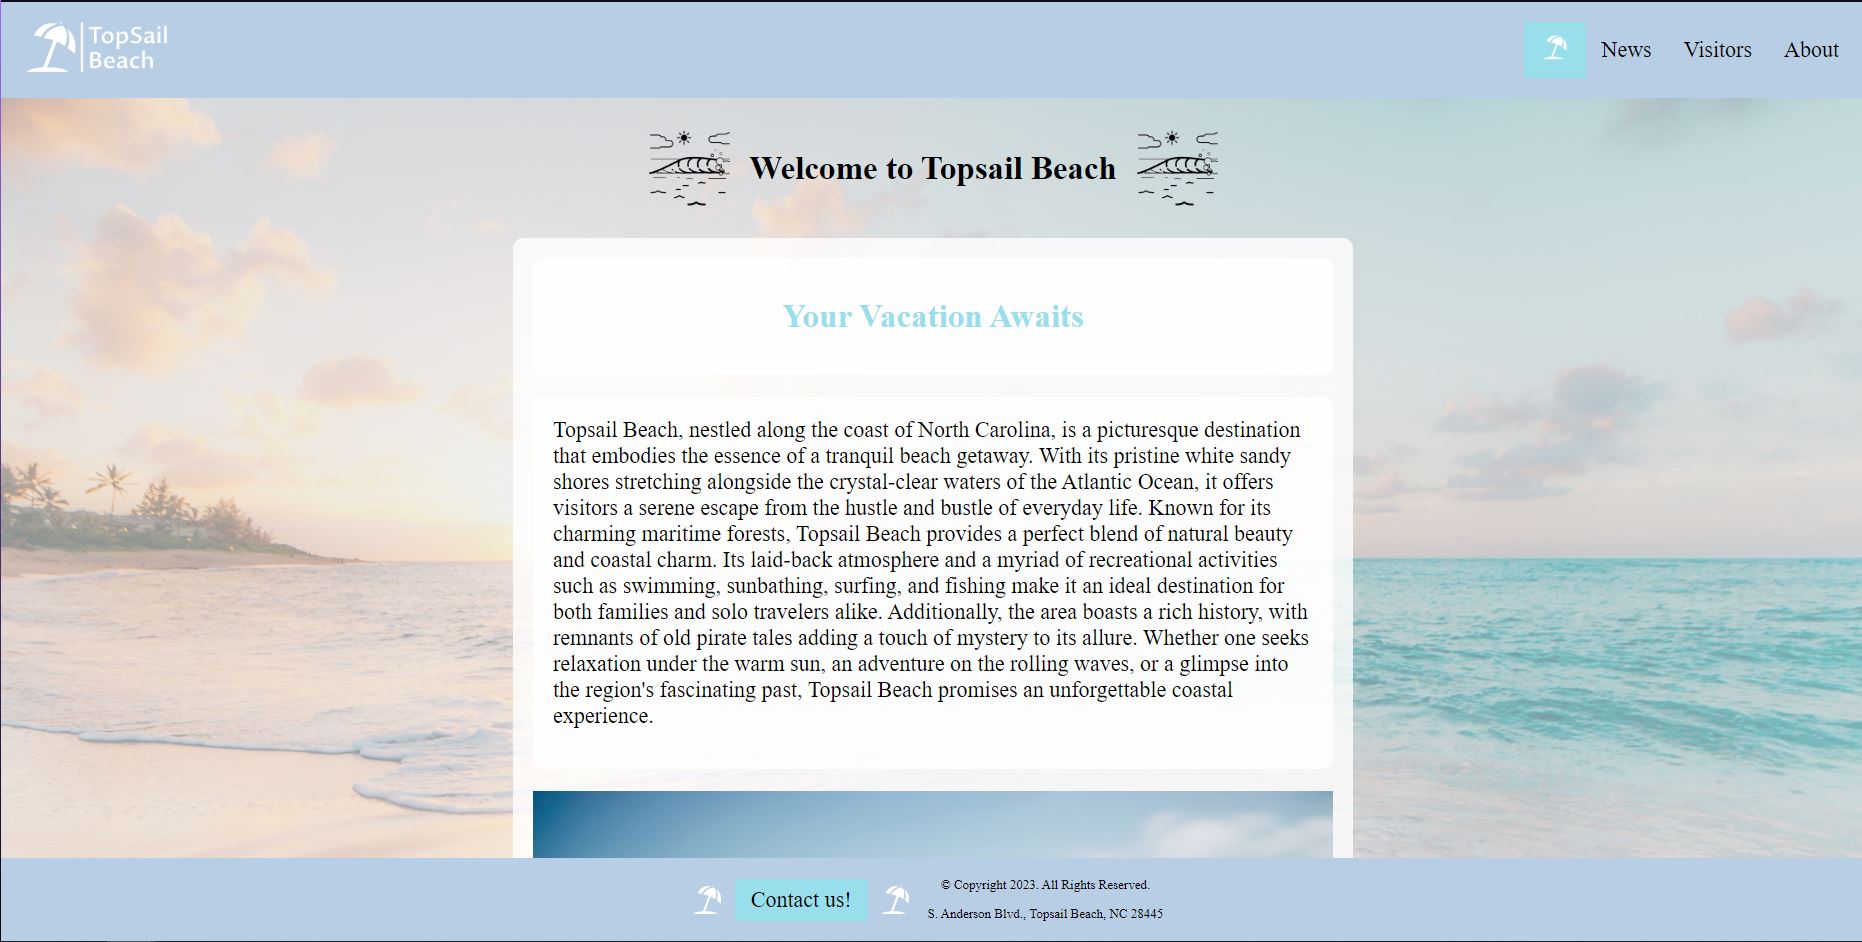 TopSail
Beach
News
Visitors
About
Welcome to Topsail Beach
Your Vacation Awaits
Topsail Beach, nestled along the coast of North Carolina, is a picturesque destination
that embodies the essence of a tranquil beach getaway. With its pristine white sandy
shores stretching alongside the crystal-clear waters of the Atlantic Ocean, it offers
visitors a serene escape from the hustle and bustle of everyday life. Known for its
charming maritime forests, Topsail Beach provides a perfect blend of natural beauty
and coastal charm. Its laid-back atmosphere and a myriad of recreational activities
such as swimming, sunbathing, surfing, and fishing make it an ideal destination for
both families and solo travelers alike. Additionally, the area boasts a rich history, with
remnants of old pirate tales adding a touch of mystery to its allure. Whether one seeks
relaxation under the warm sun, an adventure on the rolling waves, or a glimpse into
the region's fascinating past, Topsail Beach promises an unforgettable coastal
experience.
Contact us!
© Copyright 2023. All Rights Reserved.
S. Anderson Blvd., Topsail Beach, NC 28445